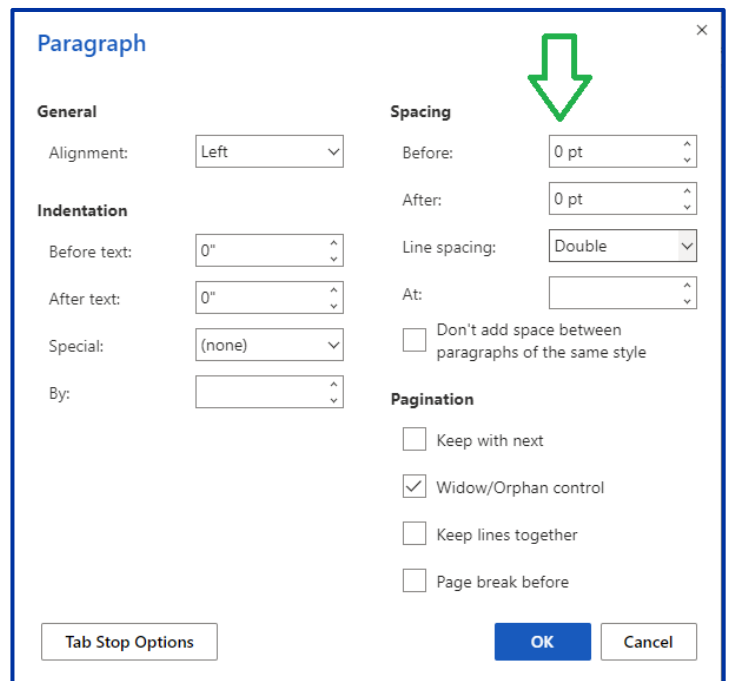 Paragraph
General
Alignment: Left
Indentation
Before text: 0"
After text: 0"
Special: (none)
By:
Spacing
Before: 0 pt
After: 0 pt
Line spacing: Double
At:
Don't add space between
paragraphs of the same style
Pagination
Keep with next
Widow/Orphan control
Keep lines together
Page break before
Tab Stop Options
OK
Cancel